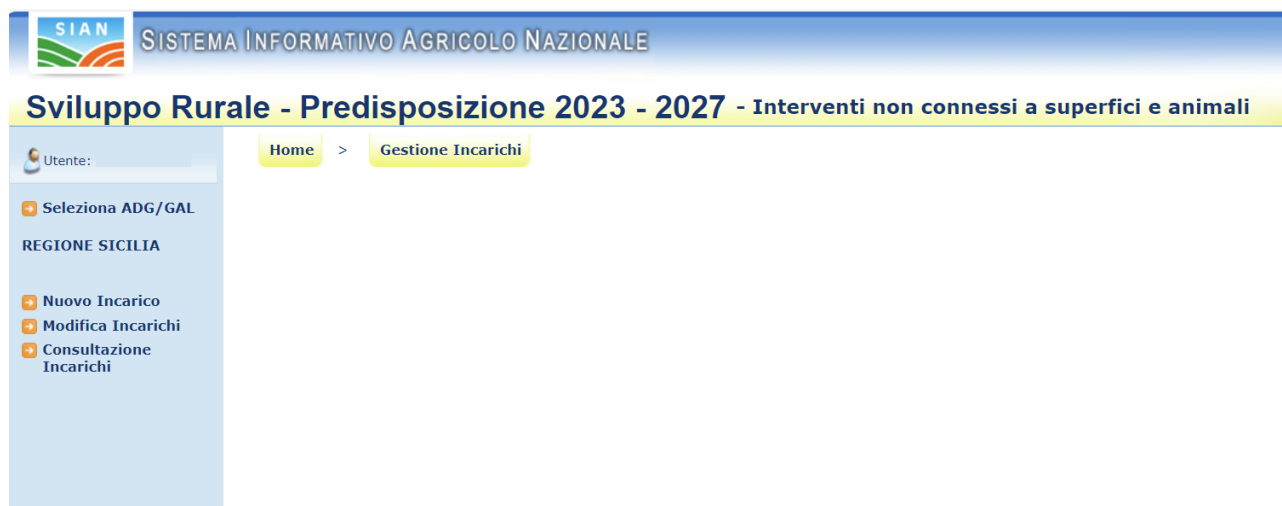 SIAN
SISTEMA INFORMATIVO AGRICOLO NAZIONALE
Sviluppo Rurale - Predisposizione 2023 - 2027 - Interventi non connessi a superfici e animali
Utente:
Home > Gestione Incarichi
Seleziona ADG/GAL
REGIONE SICILIA
Nuovo Incarico
Modifica Incarichi
Consultazione
Incarichi